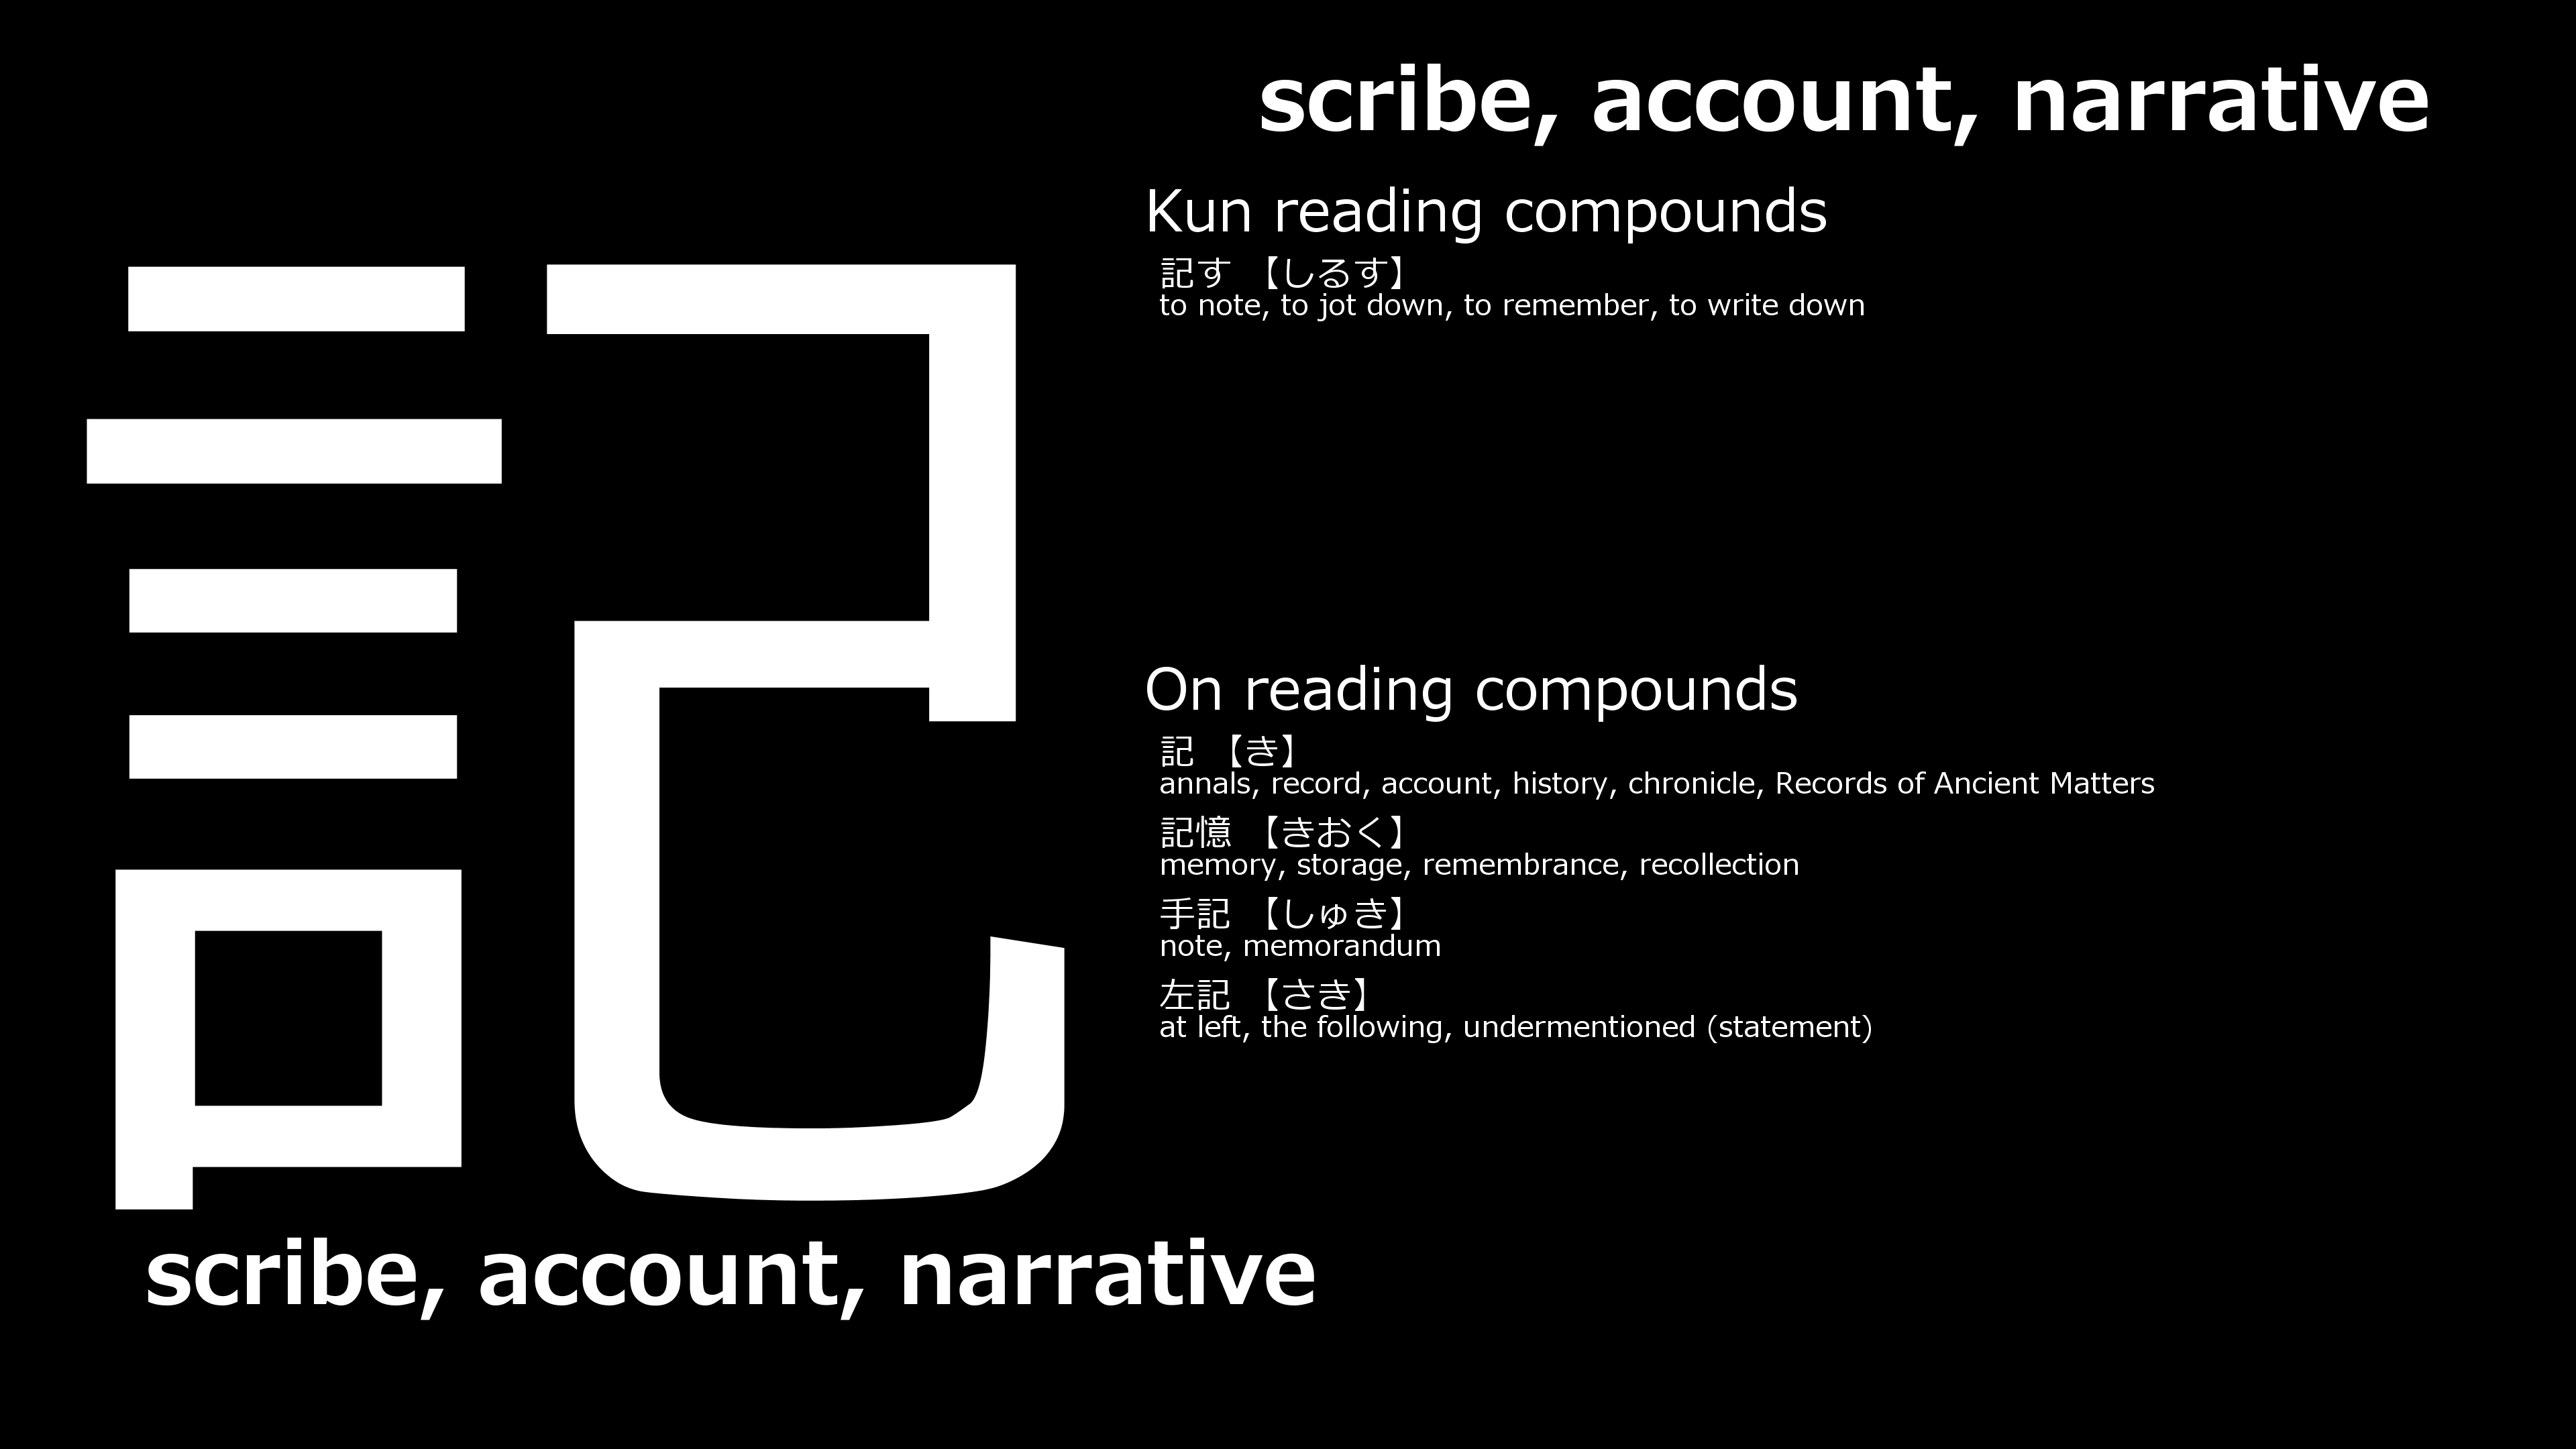 scribe, account, narrative
記
scribe, account, narrative
Kun reading compounds
記す 【しるす】
to note, to jot down, to remember, to write down
On reading compounds
記 【き】
annals, record, account, history, chronicle, Records of Ancient Matters
記憶 【きおく】
memory, storage, remembrance, recollection
手記 【しゅき】
note, memorandum
左記 【さき】
at left, the following, undermentioned (statement)